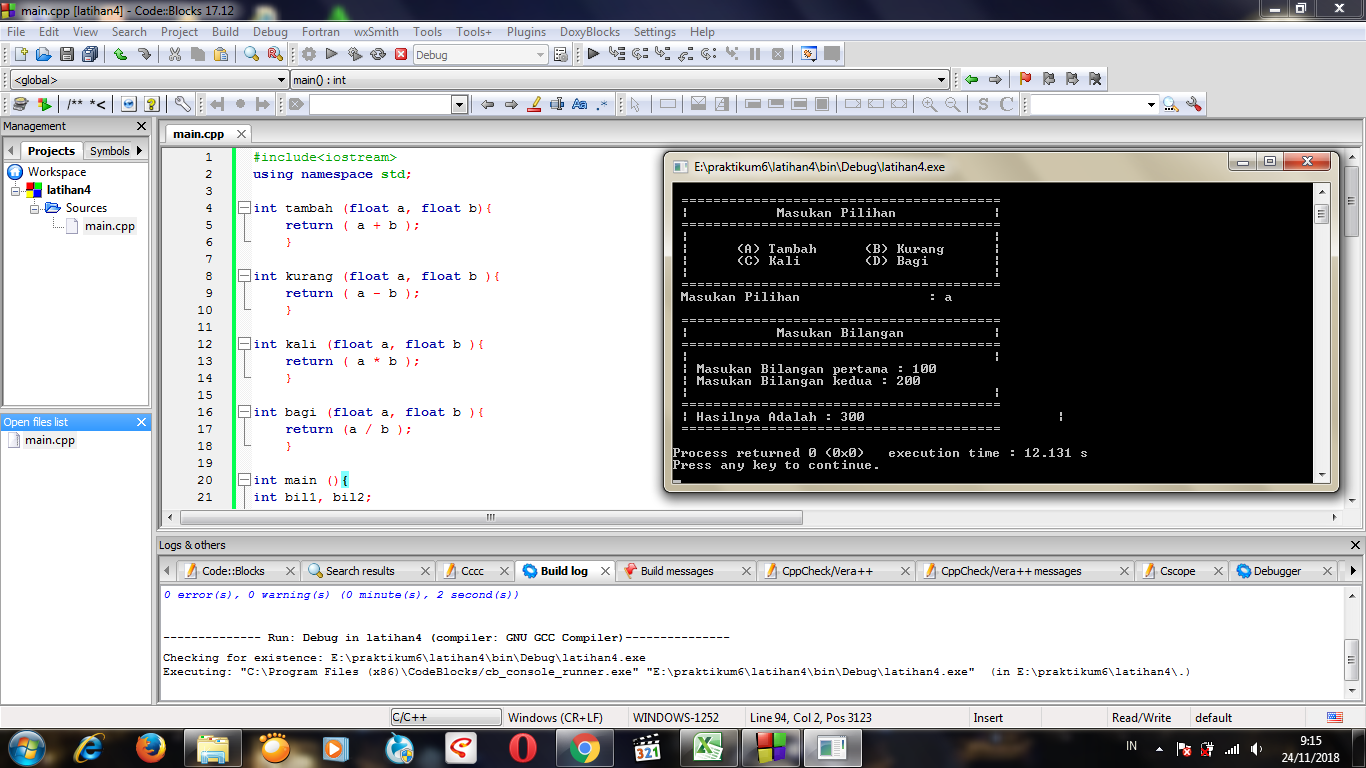 main.cpp [latihan4] - Code::Blocks 17.12
File Edit View Search Project Build Debug Fortran wxSmith Tools Tools+ Plugins DoxyBlocks Settings Help
Debug
<global> main() : int
/** *<
S C
Management
Projects Symbols
Workspace
latihan4
Sources
main.cpp
Open files list
main.cpp
main.cpp
1 #include<iostream>
2 using namespace std;
3
4 int tambah (float a, float b){
5 return ( a + b );
6 }
7
8 int kurang (float a, float b ){
9 return ( a - b );
10 }
11
12 int kali (float a, float b ){
13 return ( a * b );
14 }
15
16 int bagi (float a, float b ){
17 return (a / b );
18 }
19
20 int main (){
21 int bil1, bil2;
E:\praktikum6\latihan4\bin\Debug\latihan4.exe
========================================
¦ Masukan Pilihan ¦
========================================
¦ ¦
¦ (A) Tambah (B) Kurang ¦
¦ (C) Kali (D) Bagi ¦
¦ ¦
========================================
Masukan Pilihan : a
========================================
¦ Masukan Bilangan ¦
========================================
¦ ¦
¦ Masukan Bilangan pertama : 100
¦ Masukan Bilangan kedua : 200
¦ ¦
========================================
¦ Hasilnya Adalah : 300 ¦
========================================
Process returned 0 (0x0) execution time : 12.131 s
Press any key to continue.
Logs & others
Code::Blocks Search results Cccc Build log Build messages CppCheck/Vera++ CppCheck/Vera++ messages Cscope Debugger
0 error(s), 0 warning(s) (0 minute(s), 2 second(s))
-------------- Run: Debug in latihan4 (compiler: GNU GCC Compiler)---------------
Checking for existence: E:\praktikum6\latihan4\bin\Debug\latihan4.exe
Executing: "C:\Program Files (x86)\CodeBlocks/cb_console_runner.exe" "E:\praktikum6\latihan4\bin\Debug\latihan4.exe" (in E:\praktikum6\latihan4\.)
C/C++ Windows (CR+LF) WINDOWS-1252 Line 94, Col 2, Pos 3123 Insert Read/Write default
321
IN
9:15
24/11/2018